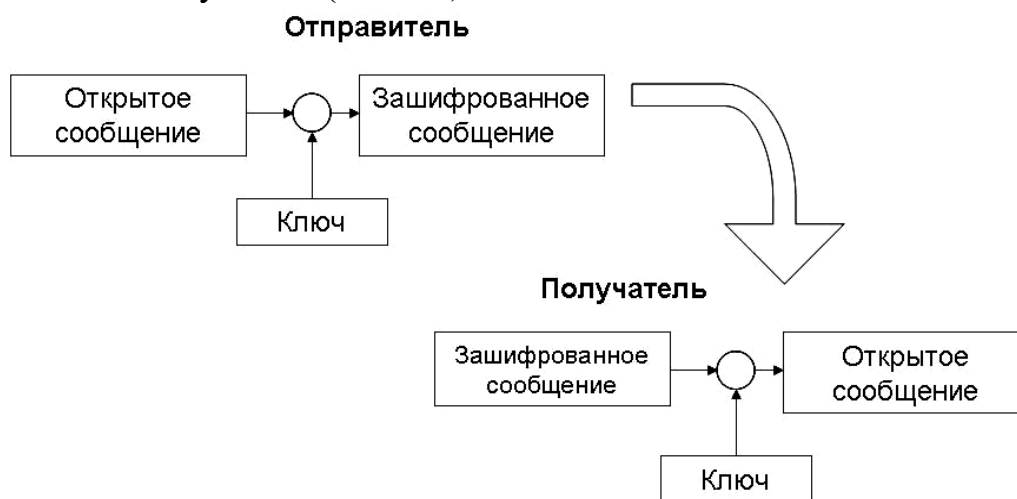 Отправитель
Открытое
сообщение
Зашифрованное
сообщение
Ключ
Получатель
Зашифрованное
сообщение
Открытое
сообщение
Ключ